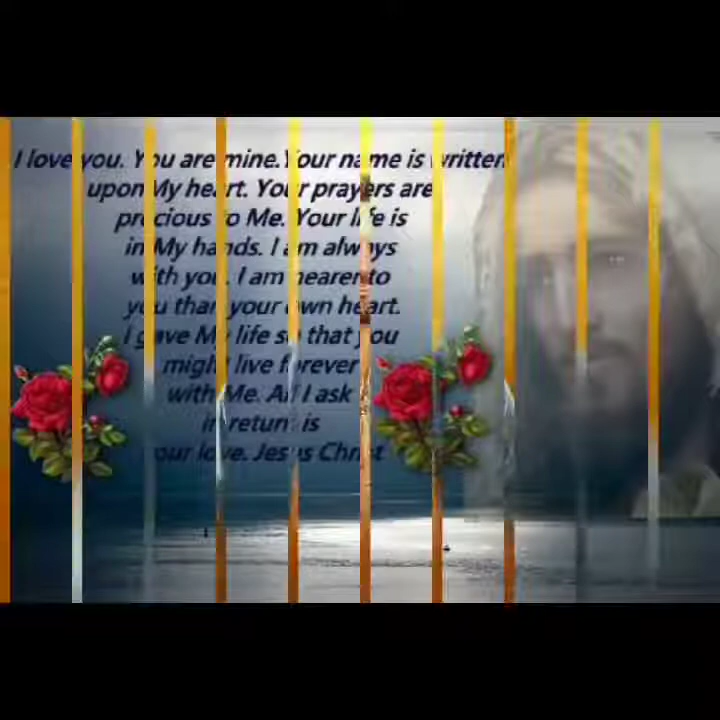 I love you. You are mine. Your name is written
upon My heart. Your prayers are
precious to Me. Your life is
in My hands. I am always
with you. I am nearer to
you than your own heart.
I gave My life so that you
might live forever
with Me. All I ask
in return is
your love. Jesus Christ